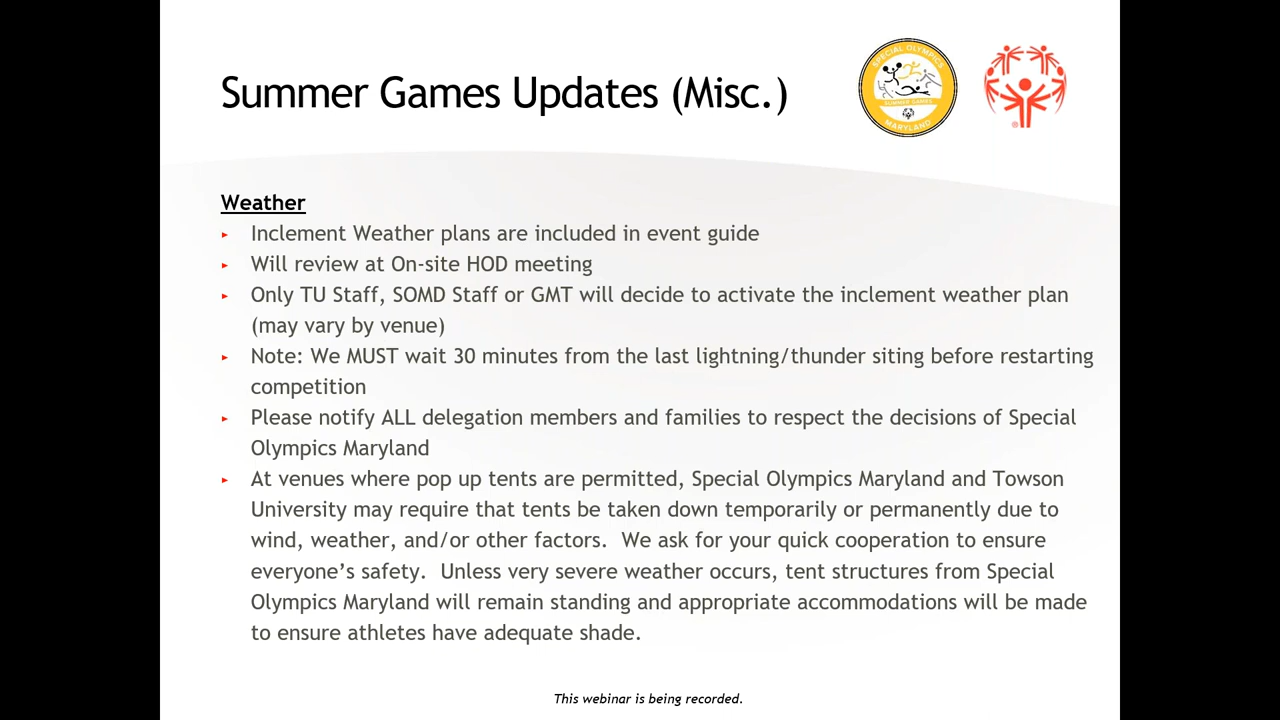 Summer Games Updates (Misc.)
SPECIAL OLYMPICS
SUMMER GAMES
MARYLAND
Weather
Inclement Weather plans are included in event guide
Will review at On-site HOD meeting
Only TU Staff, SOMD Staff or GMT will decide to activate the inclement weather plan
(may vary by venue)
Note: We MUST wait 30 minutes from the last lightning/thunder siting before restarting
competition
Please notify ALL delegation members and families to respect the decisions of Special
Olympics Maryland
At venues where pop up tents are permitted, Special Olympics Maryland and Towson
University may require that tents be taken down temporarily or permanently due to
wind, weather, and/or other factors.  We ask for your quick cooperation to ensure
everyone’s safety.  Unless very severe weather occurs, tent structures from Special
Olympics Maryland will remain standing and appropriate accommodations will be made
to ensure athletes have adequate shade.
This webinar is being recorded.